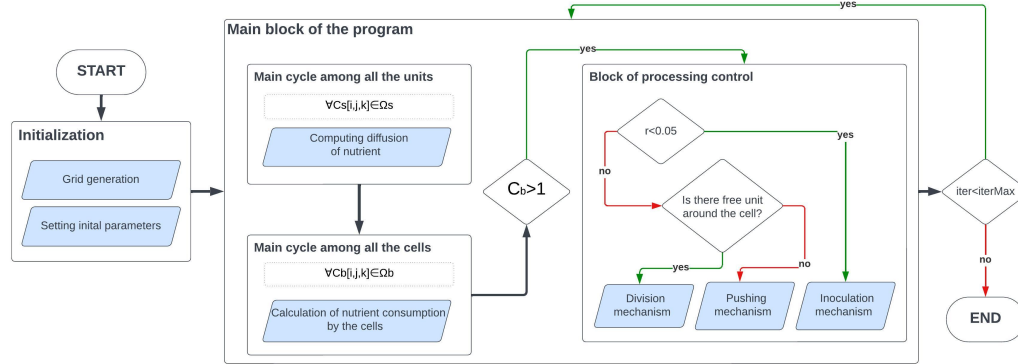 START
Initialization
Grid generation
Setting inital parameters
Main block of the program
Main cycle among all the units
∀Cs[i,j,k]∈Ωs
Computing diffusion
of nutrient
Main cycle among all the cells
∀Cb[i,j,k]∈Ωb
Calculation of nutrient consumption
by the cells
Cb>1
yes
Block of processing control
r<0.05
yes
no
Is there free unit
around the cell?
yes
no
Division
mechanism
Pushing
mechanism
Inoculation
mechanism
yes
iter<iterMax
no
END